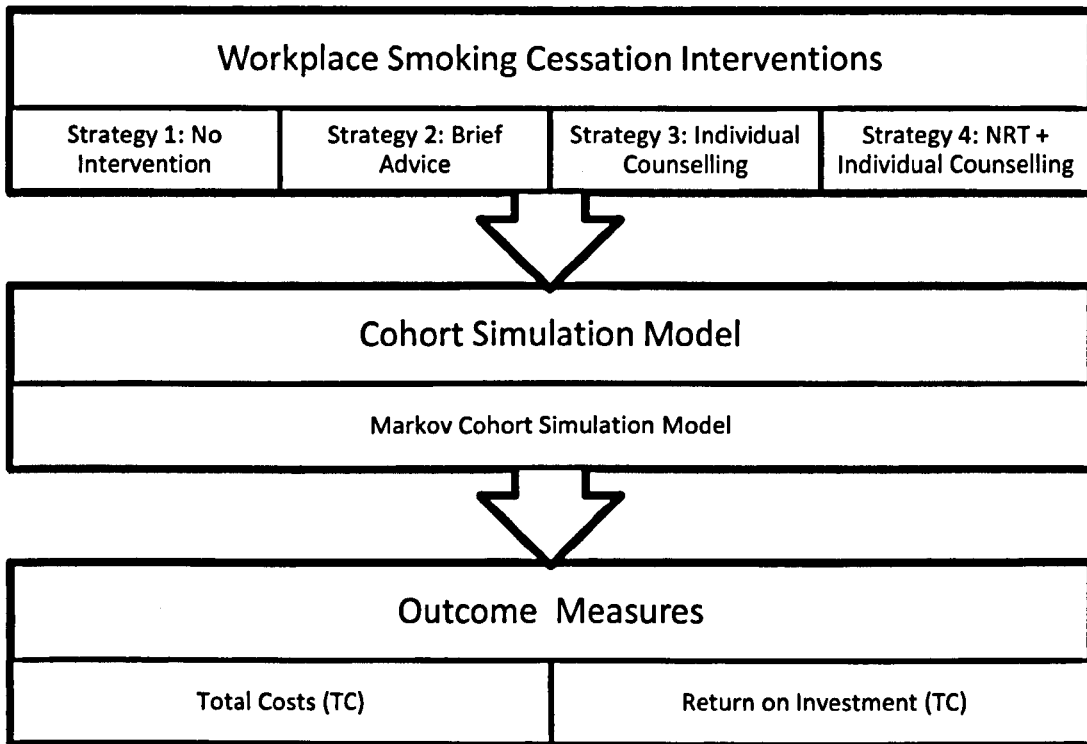 Workplace Smoking Cessation Interventions
Strategy 1: No
Intervention
Strategy 2: Brief
Advice
Strategy 3: Individual
Counselling
Strategy 4: NRT +
Individual Counselling
Cohort Simulation Model
Markov Cohort Simulation Model
Outcome Measures
Total Costs (TC)
Return on Investment (TC)